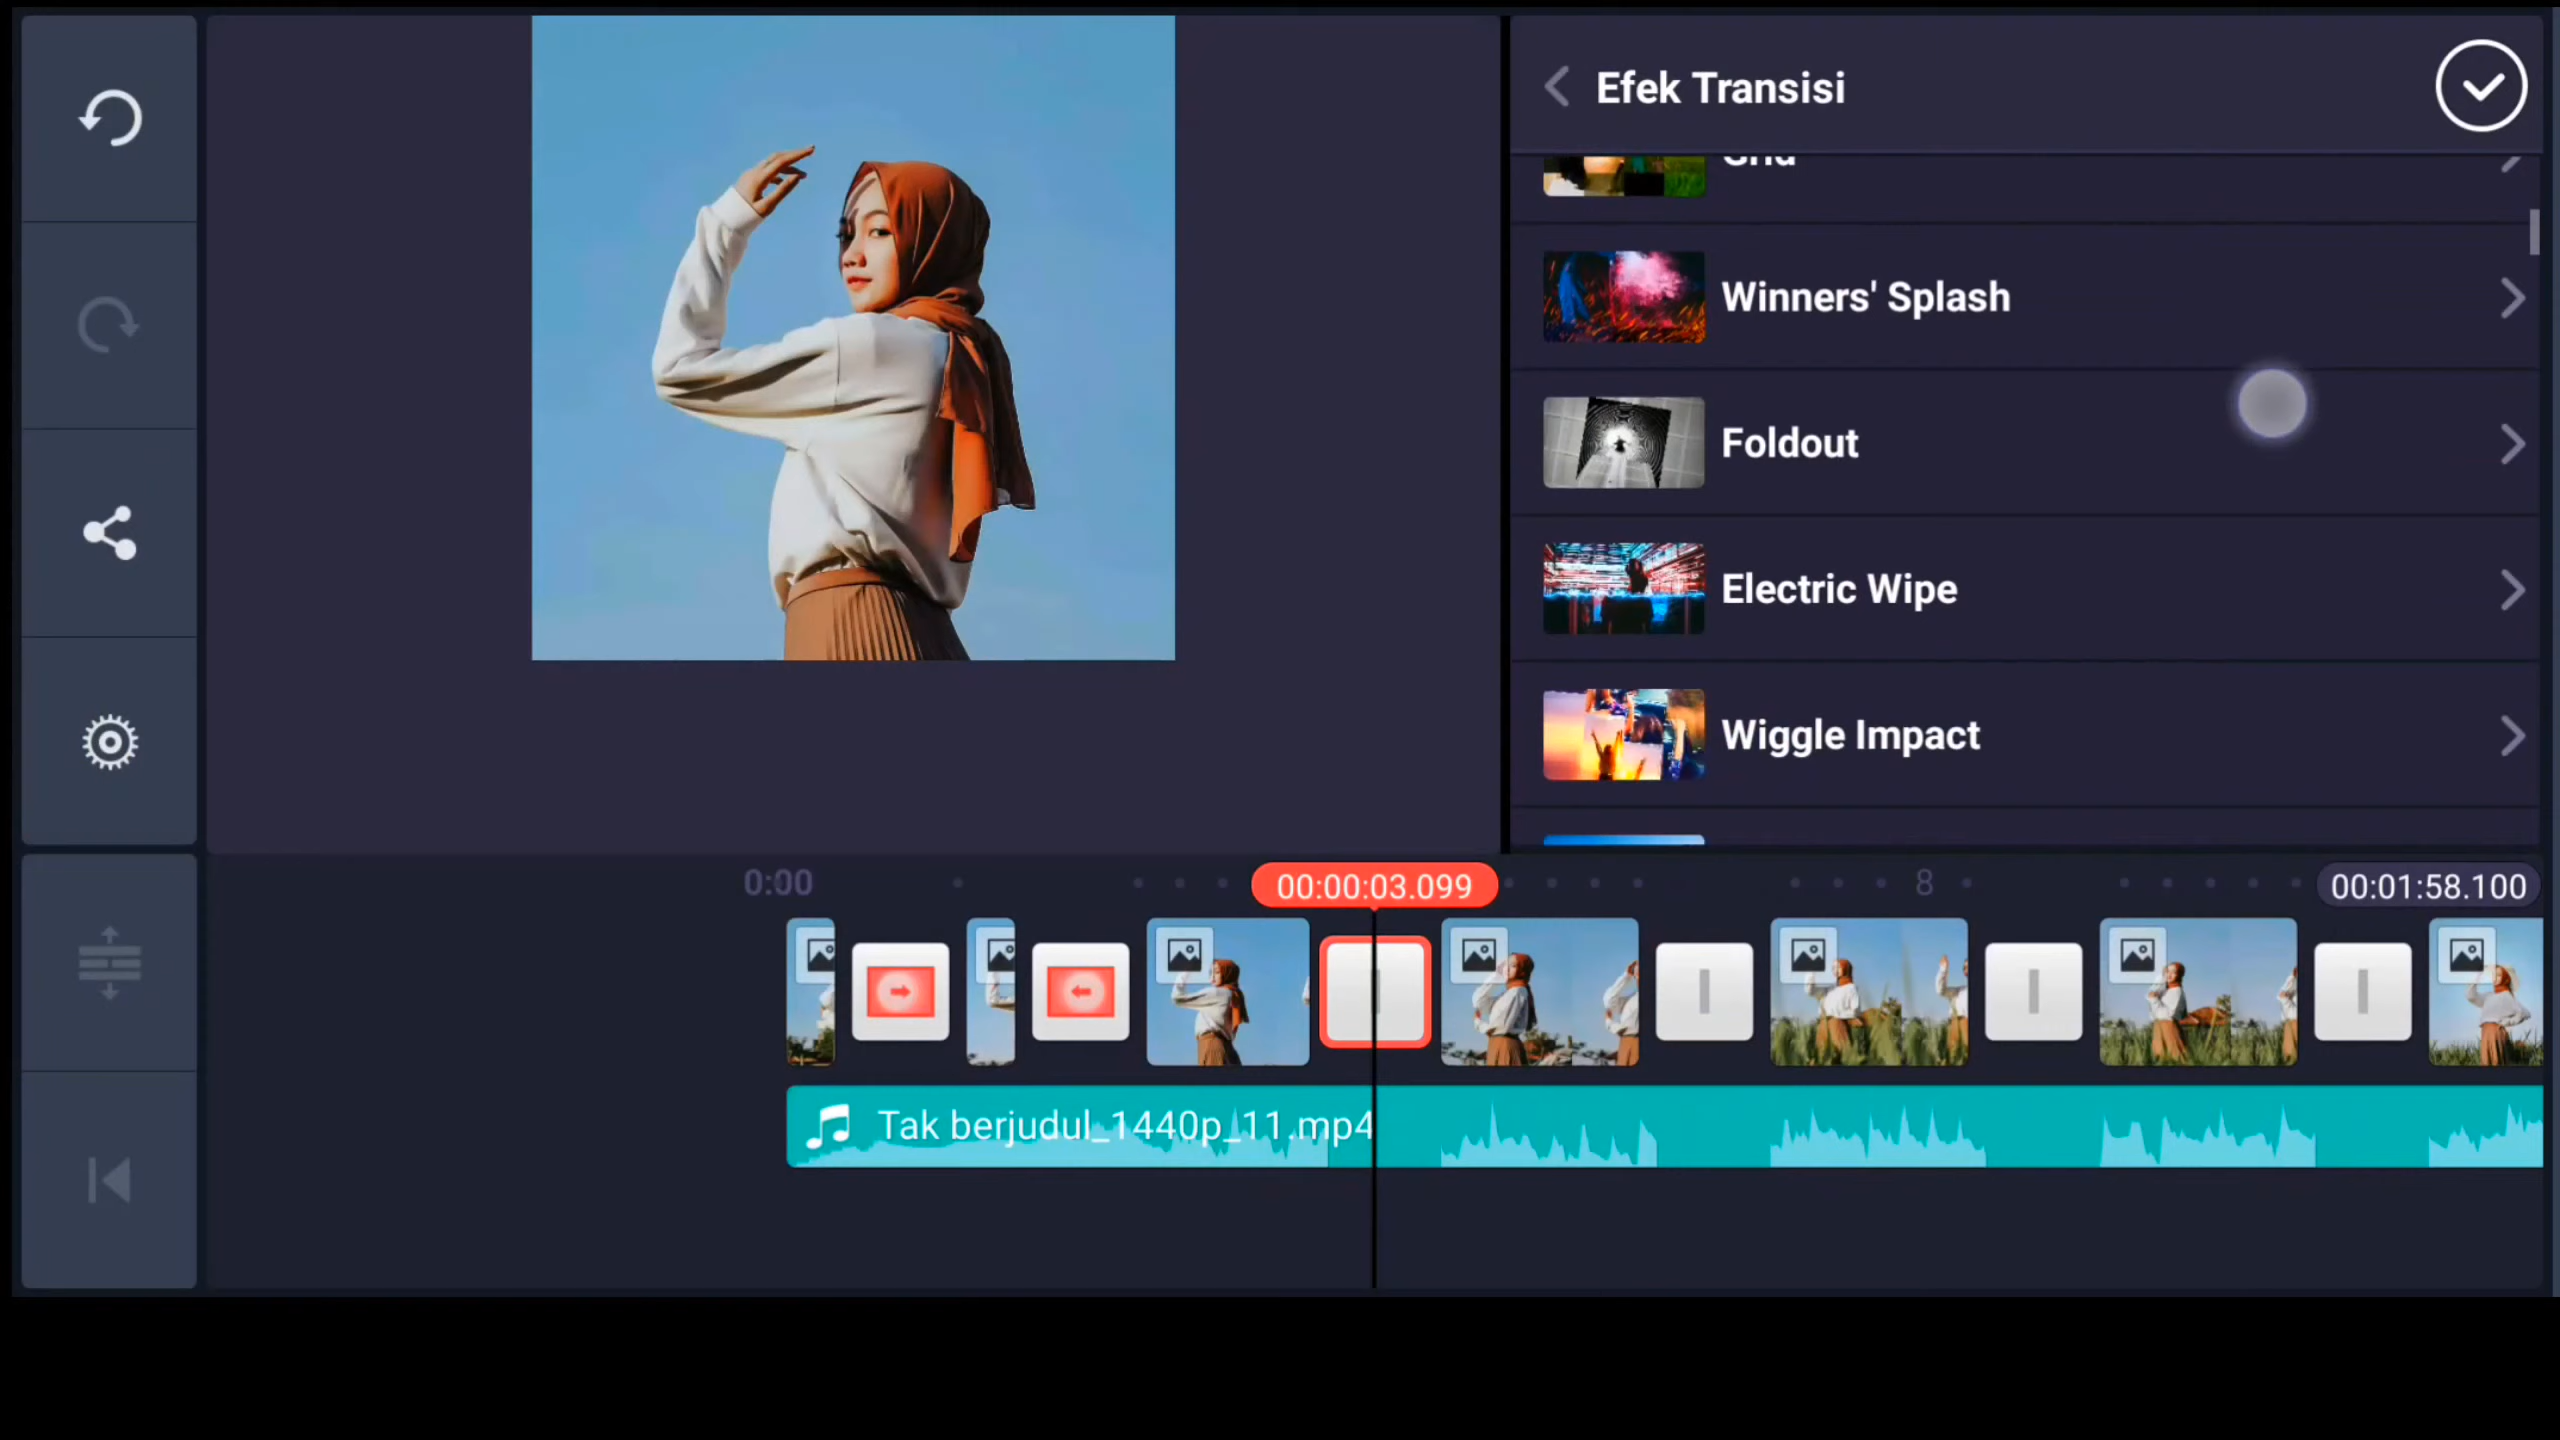 Efek Transisi
Grid
Winners' Splash
Foldout
Electric Wipe
Wiggle Impact
0:00
00:00:03.099
8
00:01:58.100
Tak berjudul_1440p_11.mp4